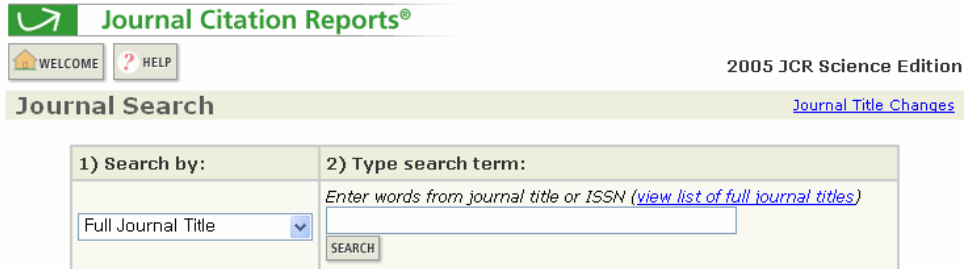 Journal Citation Reports®
WELCOME
? HELP
2005 JCR Science Edition
Journal Search
Journal Title Changes
1) Search by:
2) Type search term:
Enter words from journal title or ISSN (view list of full journal titles)
Full Journal Title
SEARCH